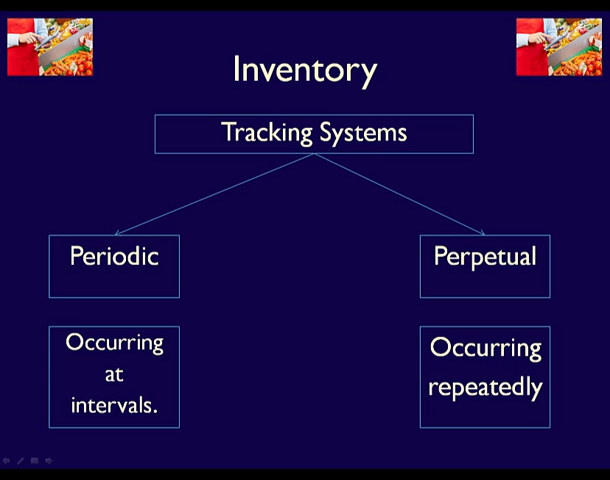 Inventory
Tracking Systems
Periodic
Perpetual
Occurring
at
intervals.
Occurring
repeatedly